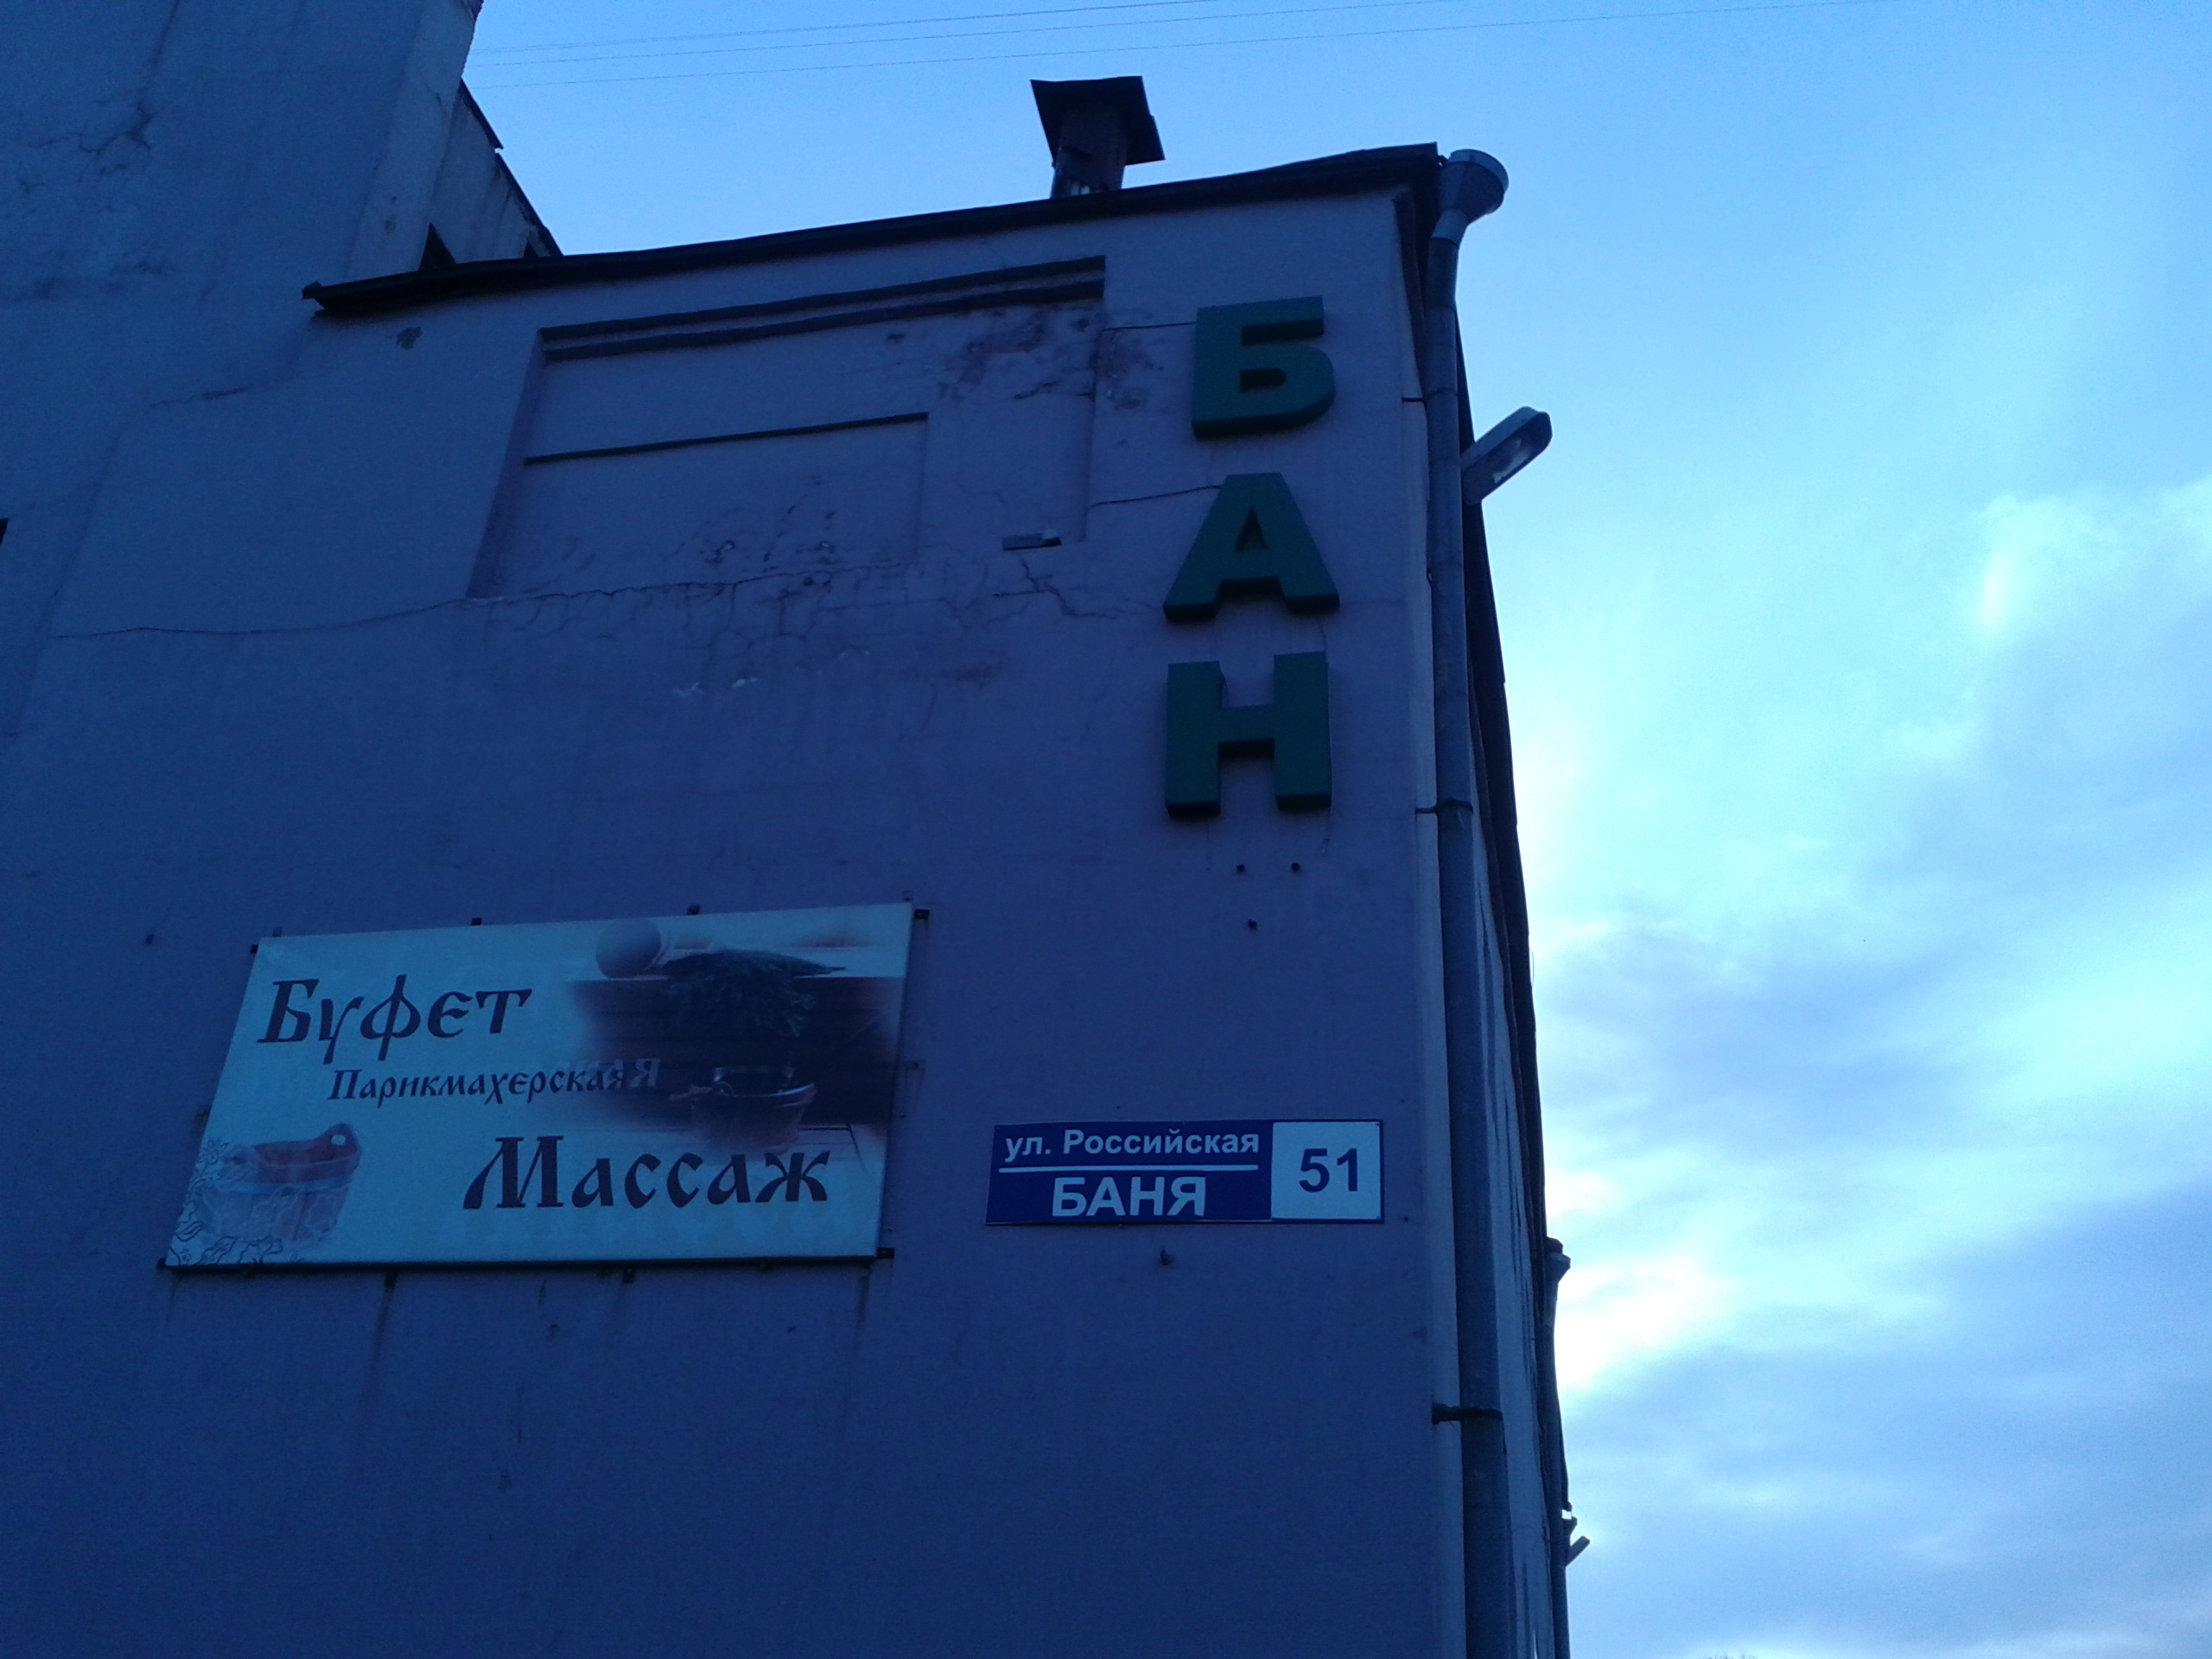 Б
А
Н
Буфет
Парикмахерская
Массаж
ул. Российская
БАНЯ
51